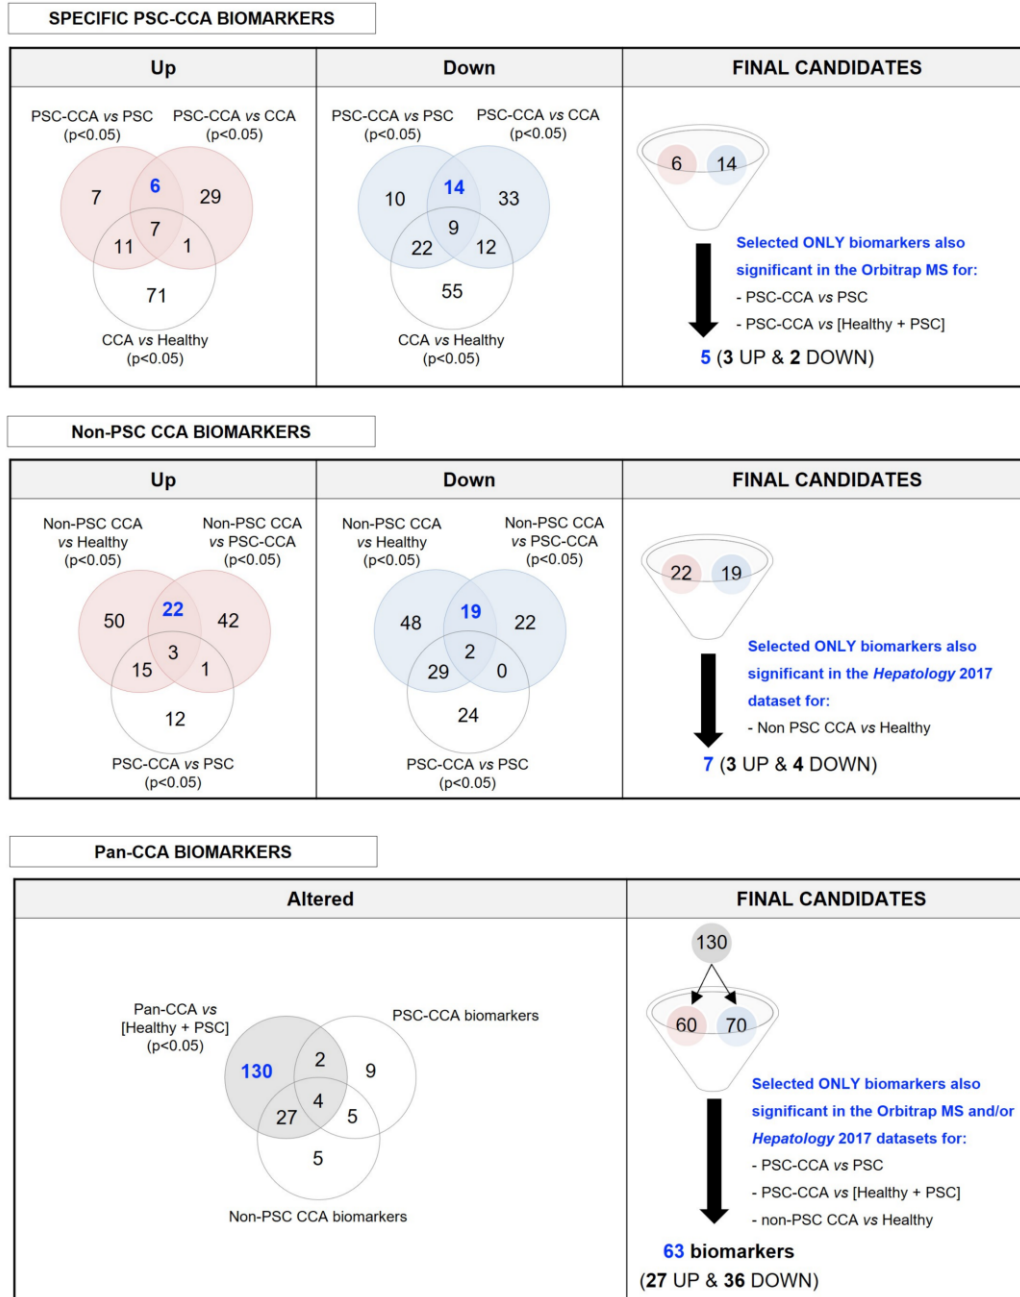 SPECIFIC PSC-CCA BIOMARKERS
Up
Down
FINAL CANDIDATES
PSC-CCA vs PSC
(p<0.05)
PSC-CCA vs CCA
(p<0.05)
7
6
29
7
11
1
71
CCA vs Healthy
(p<0.05)
PSC-CCA vs PSC
(p<0.05)
PSC-CCA vs CCA
(p<0.05)
10
14
33
9
22
12
55
CCA vs Healthy
(p<0.05)
6
14
Selected ONLY biomarkers also
significant in the Orbitrap MS for:
- PSC-CCA vs PSC
- PSC-CCA vs [Healthy + PSC]
5 (3 UP & 2 DOWN)
Non-PSC CCA BIOMARKERS
Up
Down
FINAL CANDIDATES
Non-PSC CCA
vs Healthy
(p<0.05)
Non-PSC CCA
vs PSC-CCA
(p<0.05)
50
22
42
3
15
1
12
PSC-CCA vs PSC
(p<0.05)
Non-PSC CCA
vs Healthy
(p<0.05)
Non-PSC CCA
vs PSC-CCA
(p<0.05)
48
19
22
2
29
0
24
PSC-CCA vs PSC
(p<0.05)
22
19
Selected ONLY biomarkers also
significant in the Hepatology 2017
dataset for:
- Non PSC CCA vs Healthy
7 (3 UP & 4 DOWN)
Pan-CCA BIOMARKERS
Altered
FINAL CANDIDATES
Pan-CCA vs
[Healthy + PSC]
(p<0.05)
PSC-CCA biomarkers
130
2
9
4
27
5
5
Non-PSC CCA biomarkers
130
60
70
Selected ONLY biomarkers also
significant in the Orbitrap MS and/or
Hepatology 2017 datasets for:
- PSC-CCA vs PSC
- PSC-CCA vs [Healthy + PSC]
- non-PSC CCA vs Healthy
63 biomarkers
(27 UP & 36 DOWN)